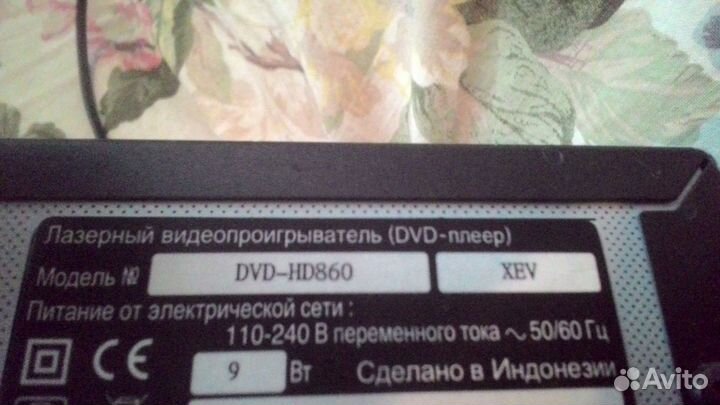 Лазерный видеопроигрыватель (DVD-плеер)
Модель № DVD-HD860 XEV
Питание от электрической сети :
110-240 В переменного тока ~ 50/60 Гц
CE 9 Вт Сделано в Индонезии
Avito